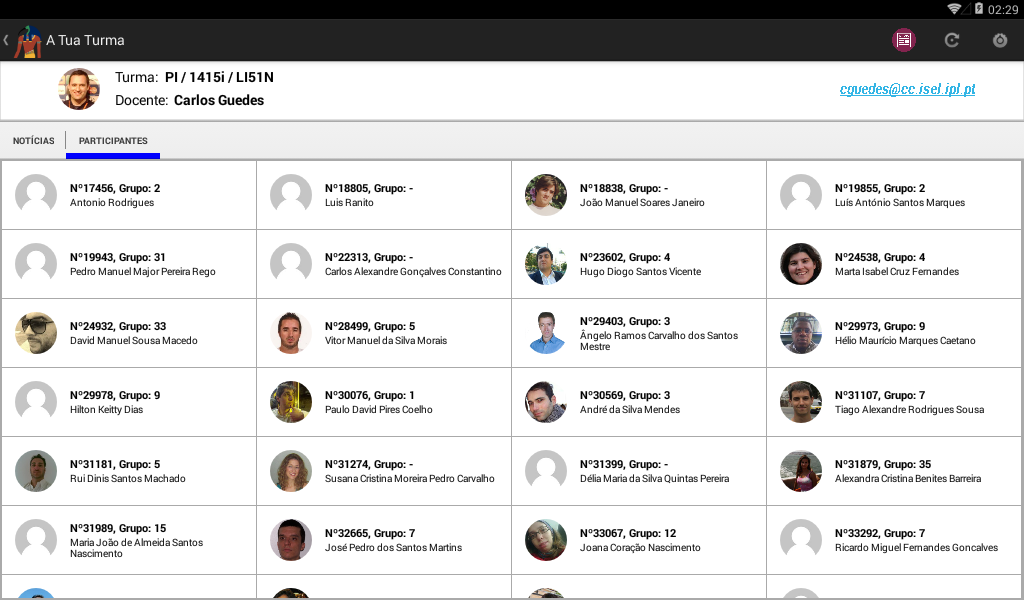 02:29
A Tua Turma
Turma: PI / 1415i / LI51N
Docente: Carlos Guedes
cguedes@cc.isel.ipl.pt
NOTÍCIAS
PARTICIPANTES
Nº17456, Grupo: 2
Antonio Rodrigues
Nº18805, Grupo: -
Luis Ranito
Nº18838, Grupo: -
João Manuel Soares Janeiro
Nº19855, Grupo: 2
Luís António Santos Marques
Nº19943, Grupo: 31
Pedro Manuel Major Pereira Rego
Nº22313, Grupo: -
Carlos Alexandre Gonçalves Constantino
Nº23602, Grupo: 4
Hugo Diogo Santos Vicente
Nº24538, Grupo: 4
Marta Isabel Cruz Fernandes
Nº24932, Grupo: 33
David Manuel Sousa Macedo
Nº28499, Grupo: 5
Vitor Manuel da Silva Morais
Nº29403, Grupo: 3
Ângelo Ramos Carvalho dos Santos
Mestre
Nº29973, Grupo: 9
Hélio Maurício Marques Caetano
Nº29978, Grupo: 9
Hilton Keitty Dias
Nº30076, Grupo: 1
Paulo David Pires Coelho
Nº30569, Grupo: 3
André da Silva Mendes
Nº31107, Grupo: 7
Tiago Alexandre Rodrigues Sousa
Nº31181, Grupo: 5
Rui Dinis Santos Machado
Nº31274, Grupo: -
Susana Cristina Moreira Pedro Carvalho
Nº31399, Grupo: -
Délia Maria da Silva Quintas Pereira
Nº31879, Grupo: 35
Alexandra Cristina Benites Barreira
Nº31989, Grupo: 15
Maria João de Almeida Santos
Nascimento
Nº32665, Grupo: 7
José Pedro dos Santos Martins
Nº33067, Grupo: 12
Joana Coração Nascimento
Nº33292, Grupo: 7
Ricardo Miguel Fernandes Goncalves